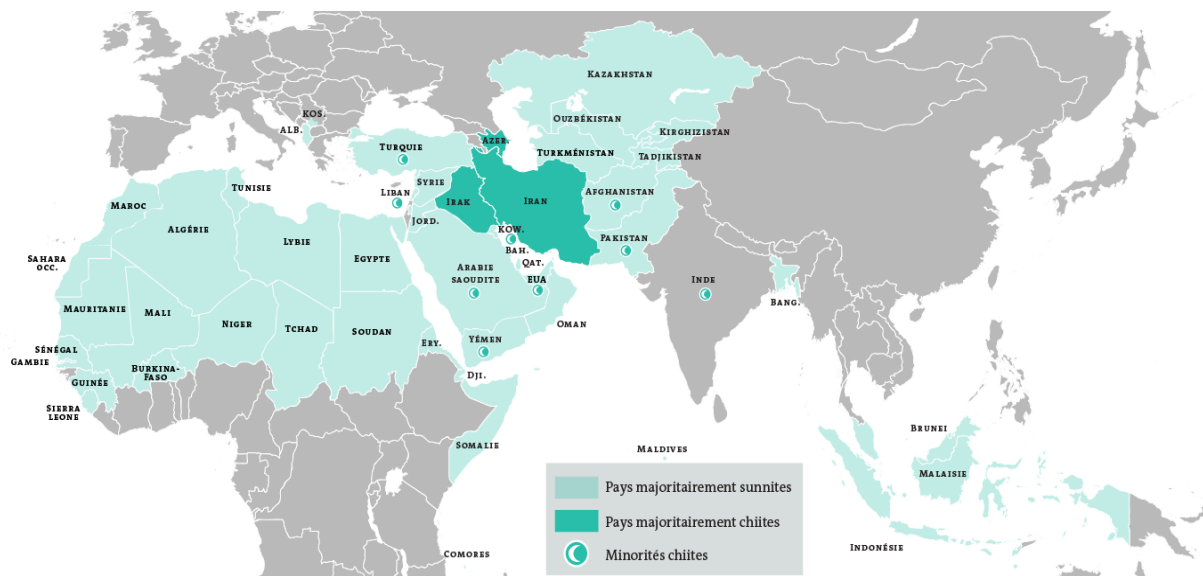 KAZAKHSTAN
KOS.
OUZBÉKISTAN
ALB.
KIRGHIZISTAN
AZER.
TURQUIE
TURKMÉNISTAN
TADJIKISTAN
TUNISIE
SYRIE
LIBAN
AFGHANISTAN
MAROC
IRAK
IRAN
JORD.
ALGÉRIE
KOW.
PAKISTAN
LYBIE
BAH.
SAHARA
OCC.
EGYPTE
QAT.
ARABIE
SAOUDITE
EUA
INDE
BANG.
MAURITANIE
MALI
NIGER
TCHAD
SOUDAN
OMAN
YÉMEN
ERY.
SÉNÉGAL
GAMBIE
BURKINA-
FASO
DJI.
GUINÉE
SIERRA
LEONE
BRUNEI
SOMALIE
MALDIVES
MALAISIE
Pays majoritairement sunnites
Pays majoritairement chiites
INDONÉSIE
COMORES
Minorités chiites